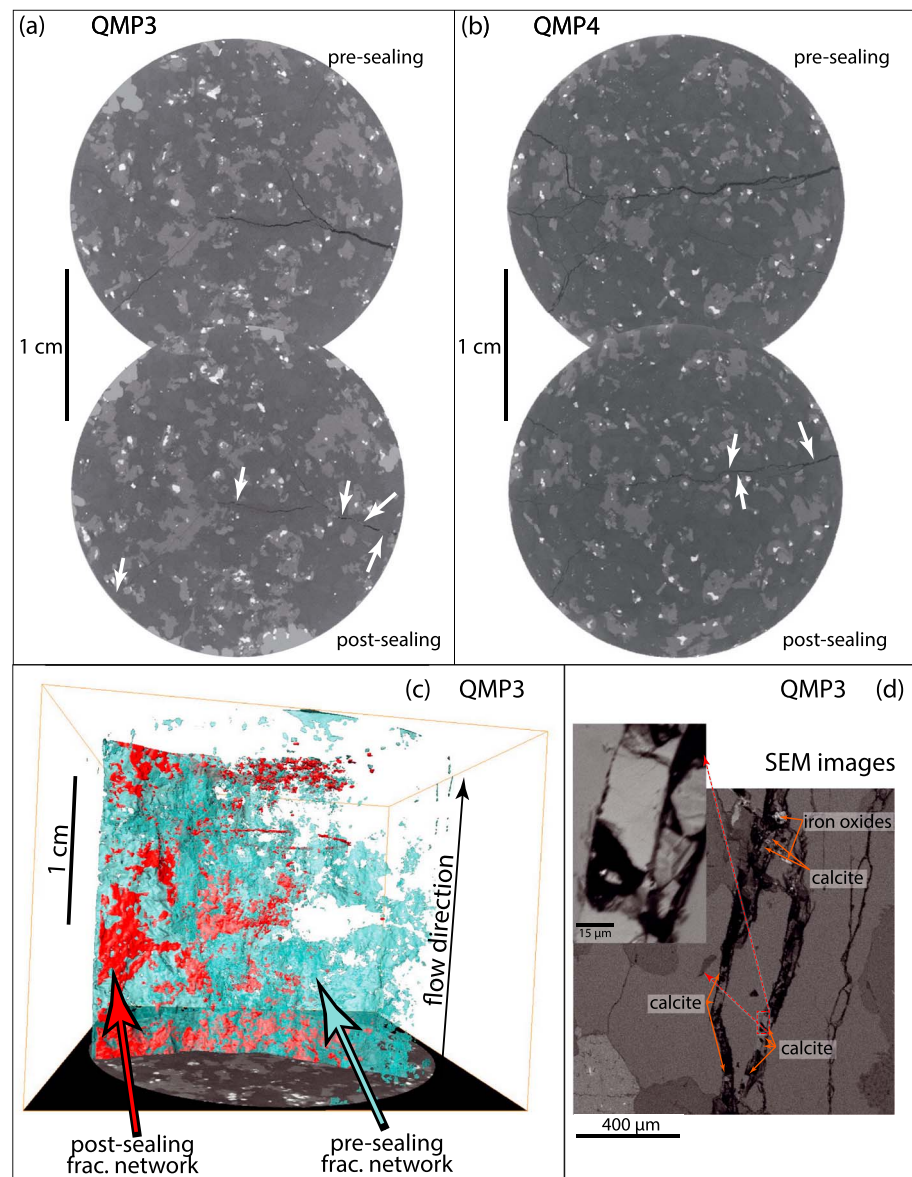 (a) QMP3
pre-sealing
1 cm
post-sealing
(b) QMP4
pre-sealing
1 cm
post-sealing
(c) QMP3
1 cm
flow direction
post-sealing
frac. network
pre-sealing
frac. network
QMP3 (d)
SEM images
iron oxides
calcite
15 µm
calcite
calcite
400 µm